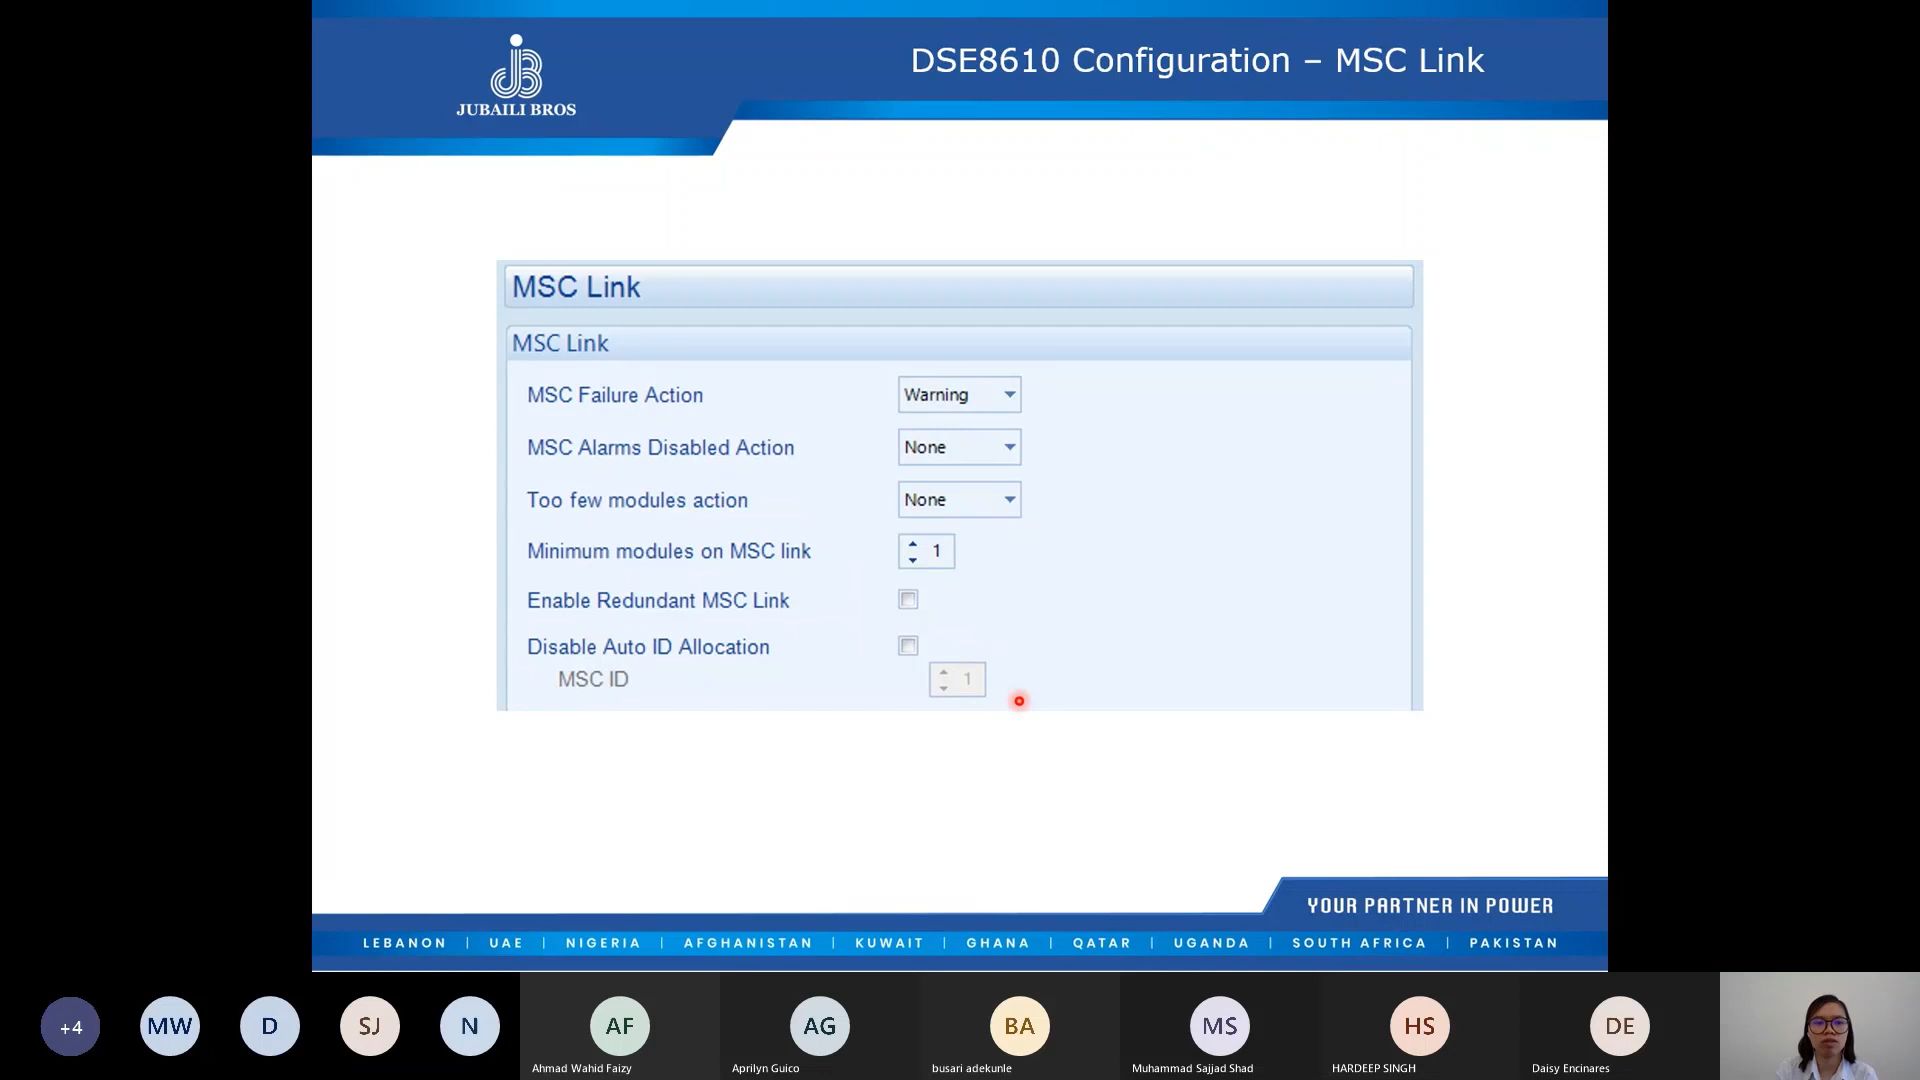 JUBAILI BROS
DSE8610 Configuration – MSC Link
MSC Link
MSC Link
MSC Failure Action Warning
MSC Alarms Disabled Action None
Too few modules action None
Minimum modules on MSC link 1
Enable Redundant MSC Link
Disable Auto ID Allocation
MSC ID 1
YOUR PARTNER IN POWER
LEBANON | UAE | NIGERIA | AFGHANISTAN | KUWAIT | GHANA | QATAR | UGANDA | SOUTH AFRICA | PAKISTAN
+4 MW D SJ N AF AG BA MS HS DE
Ahmad Wahid Faizy Aprilyn Guico busari adekunle Muhammad Sajjad Shad HARDEEP SINGH Daisy Encinares